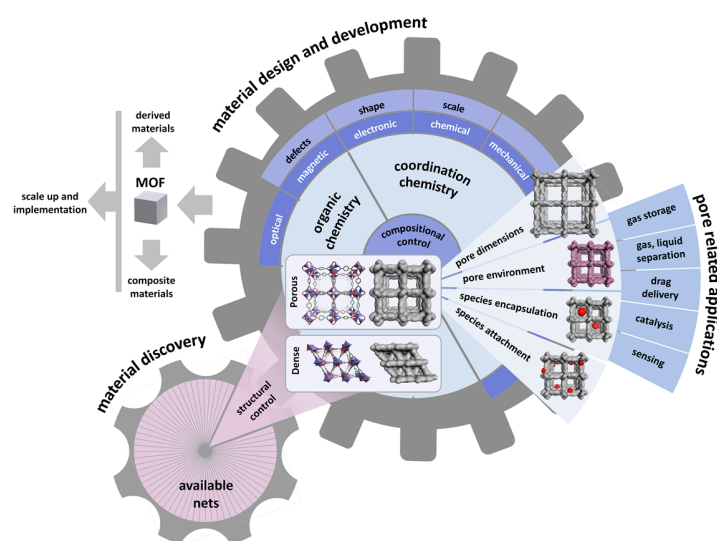 material design and development
shape
scale
defects
electronic
chemical
magnetic
mechanical
optical
coordination
chemistry
organic
chemistry
compositional
control
derived
materials
MOF
scale up and
implementation
composite
materials
pore dimensions
pore environment
species encapsulation
species attachment
gas storage
gas, liquid
separation
drag
delivery
catalysis
sensing
pore related applications
Porous
Dense
material discovery
structural
control
available
nets